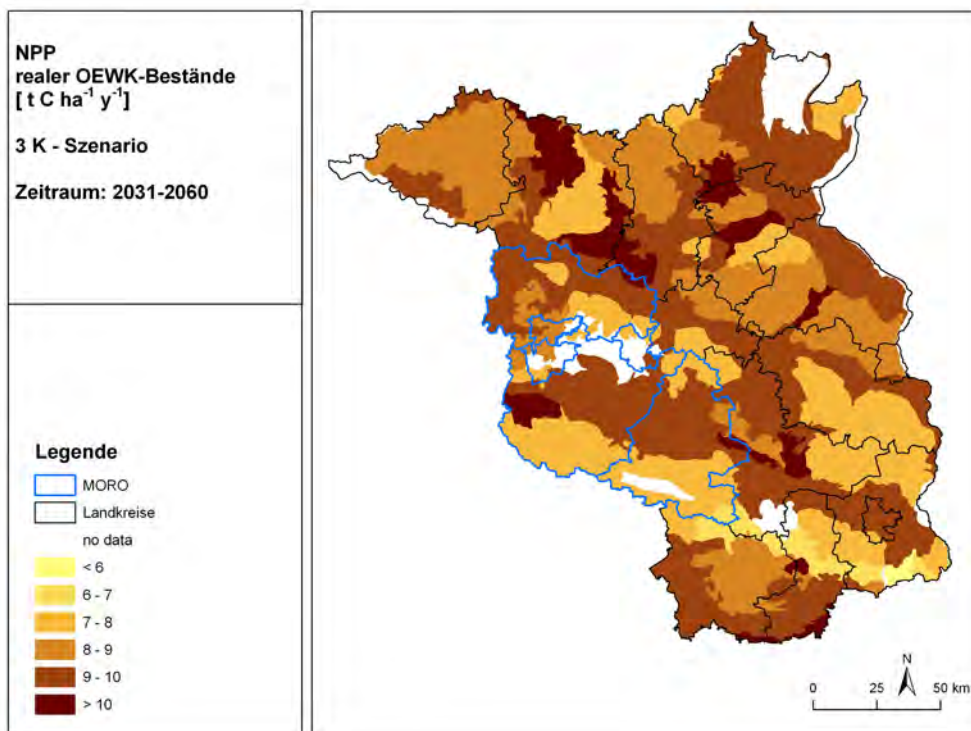 NPP
realer OEWK-Bestände
[ t C ha⁻¹ y⁻¹]
3 K - Szenario
Zeitraum: 2031-2060
Legende
MORO
Landkreise
no data
< 6
6 - 7
7 - 8
8 - 9
9 - 10
> 10
N
0 25 50 km